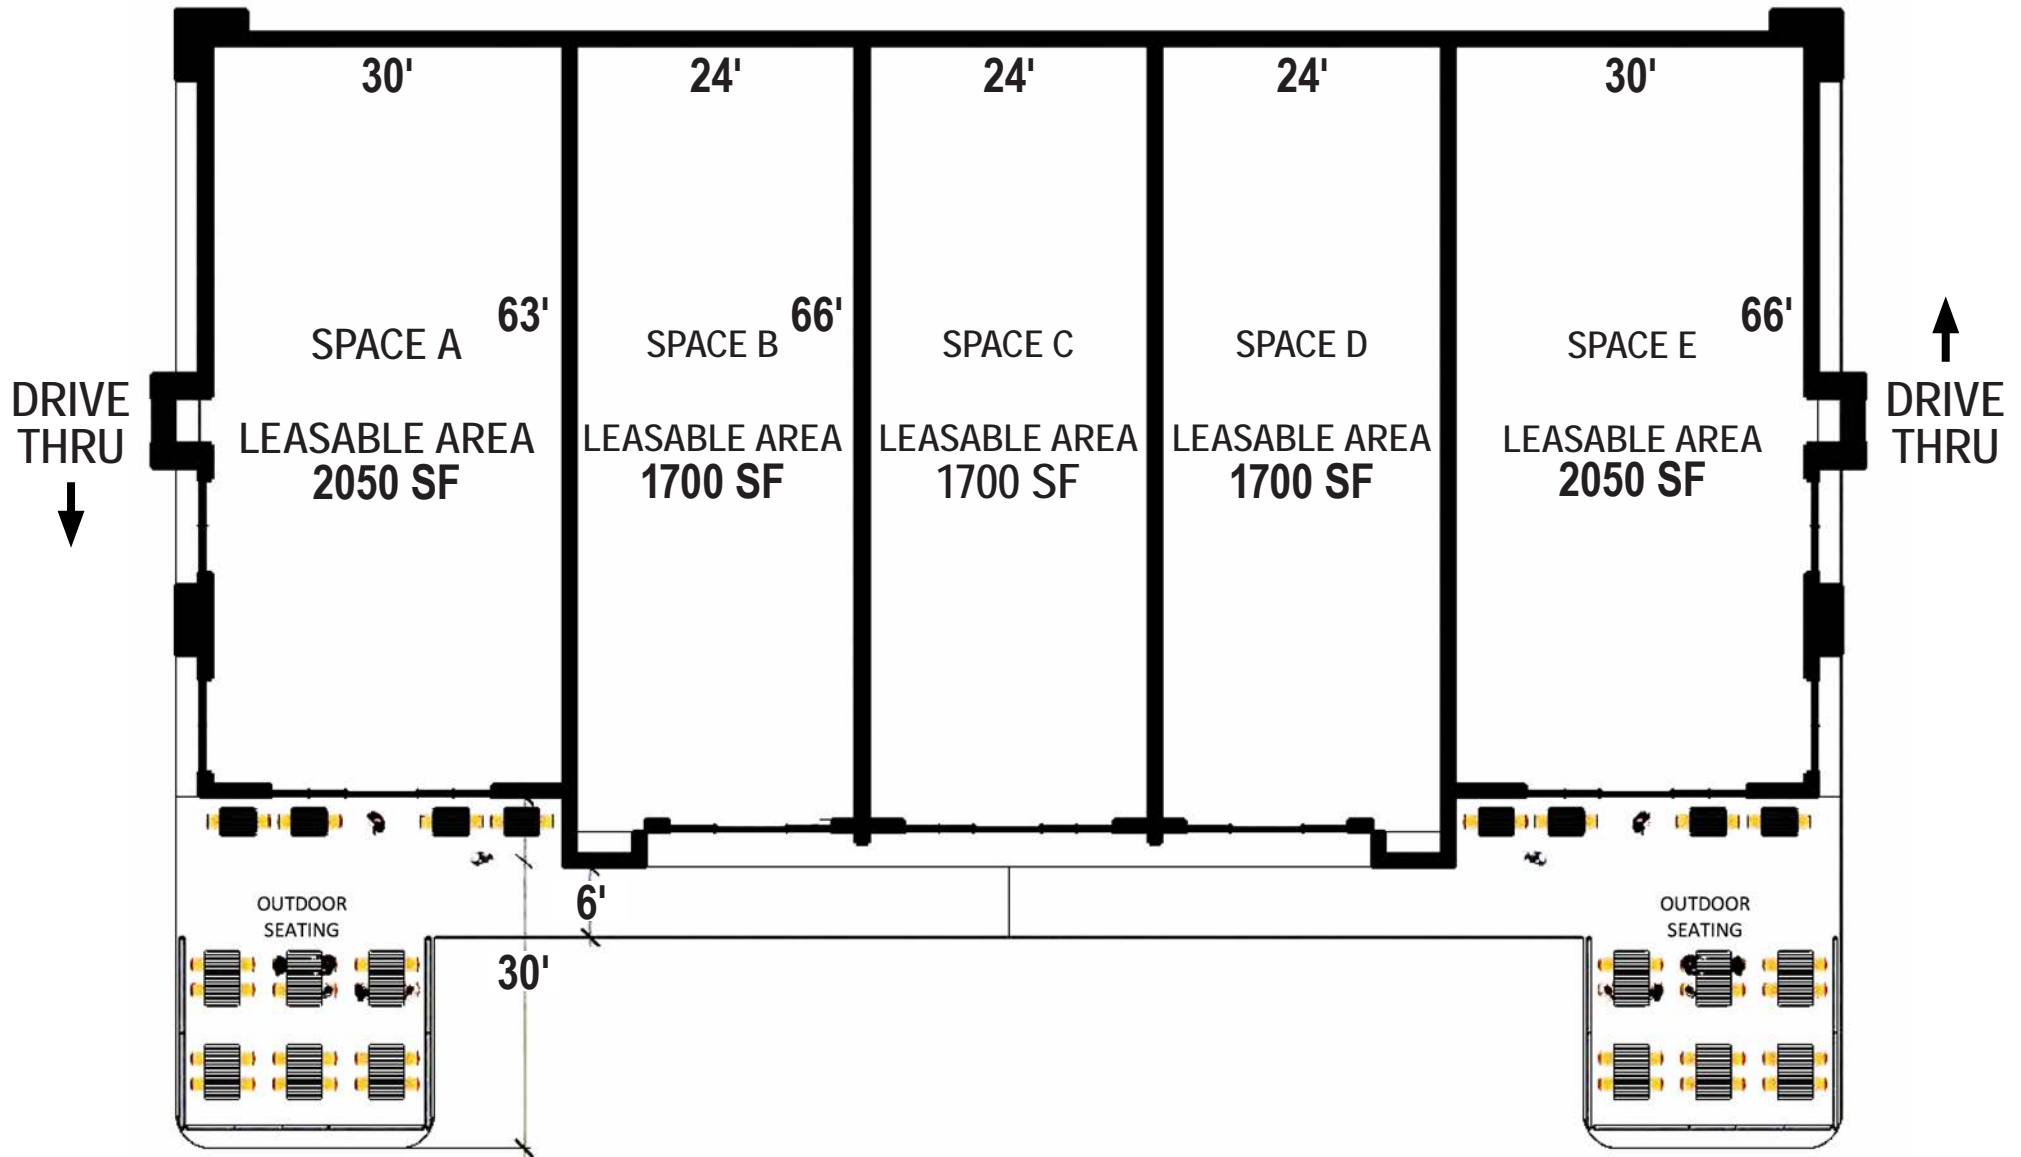 30'
24'
24'
24'
30'
63'
66'
66'
SPACE A
SPACE B
SPACE C
SPACE D
SPACE E
DRIVE
THRU
DRIVE
THRU
LEASABLE AREA
2050 SF
LEASABLE AREA
1700 SF
LEASABLE AREA
1700 SF
LEASABLE AREA
1700 SF
LEASABLE AREA
2050 SF
OUTDOOR
SEATING
6'
30'
OUTDOOR
SEATING